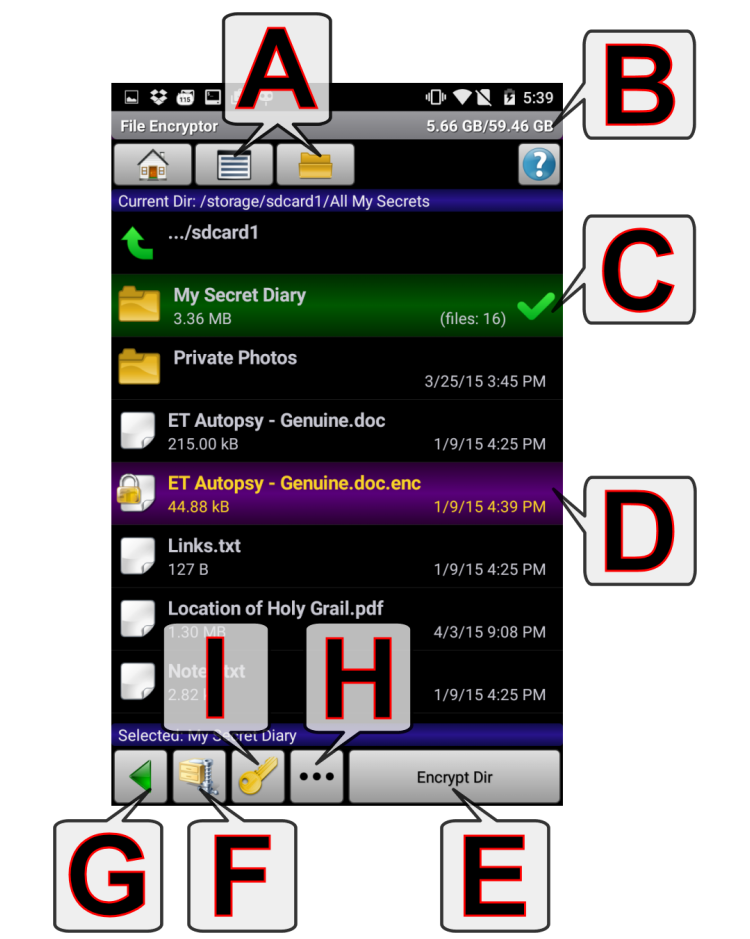 A
B
115
5:39
File Encryptor
5.66 GB/59.46 GB
?
Current Dir: /storage/sdcard1/All My Secrets
.../sdcard1
C
My Secret Diary
3.36 MB
(files: 16)
Private Photos
3/25/15 3:45 PM
ET Autopsy - Genuine.doc
215.00 kB
1/9/15 4:25 PM
ET Autopsy - Genuine.doc.enc
44.88 kB
1/9/15 4:39 PM
D
Links.txt
127 B
1/9/15 4:25 PM
Location of Holy Grail.pdf
1.30 MB
4/3/15 9:08 PM
I
H
2.82
1/9/15 4:25 PM
Selected: My Secret Diary
Encrypt Dir
G
F
E